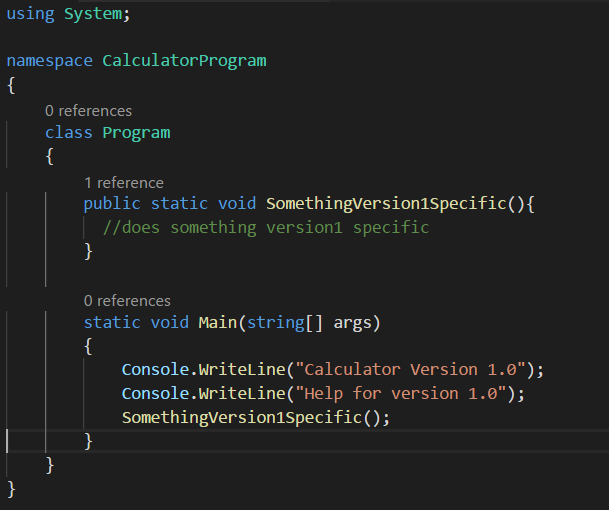 using System;
namespace CalculatorProgram
{
0 references
class Program
{
1 reference
public static void SomethingVersion1Specific(){
//does something version1 specific
}
0 references
static void Main(string[] args)
{
Console.WriteLine("Calculator Version 1.0");
Console.WriteLine("Help for version 1.0");
SomethingVersion1Specific();
}
}
}